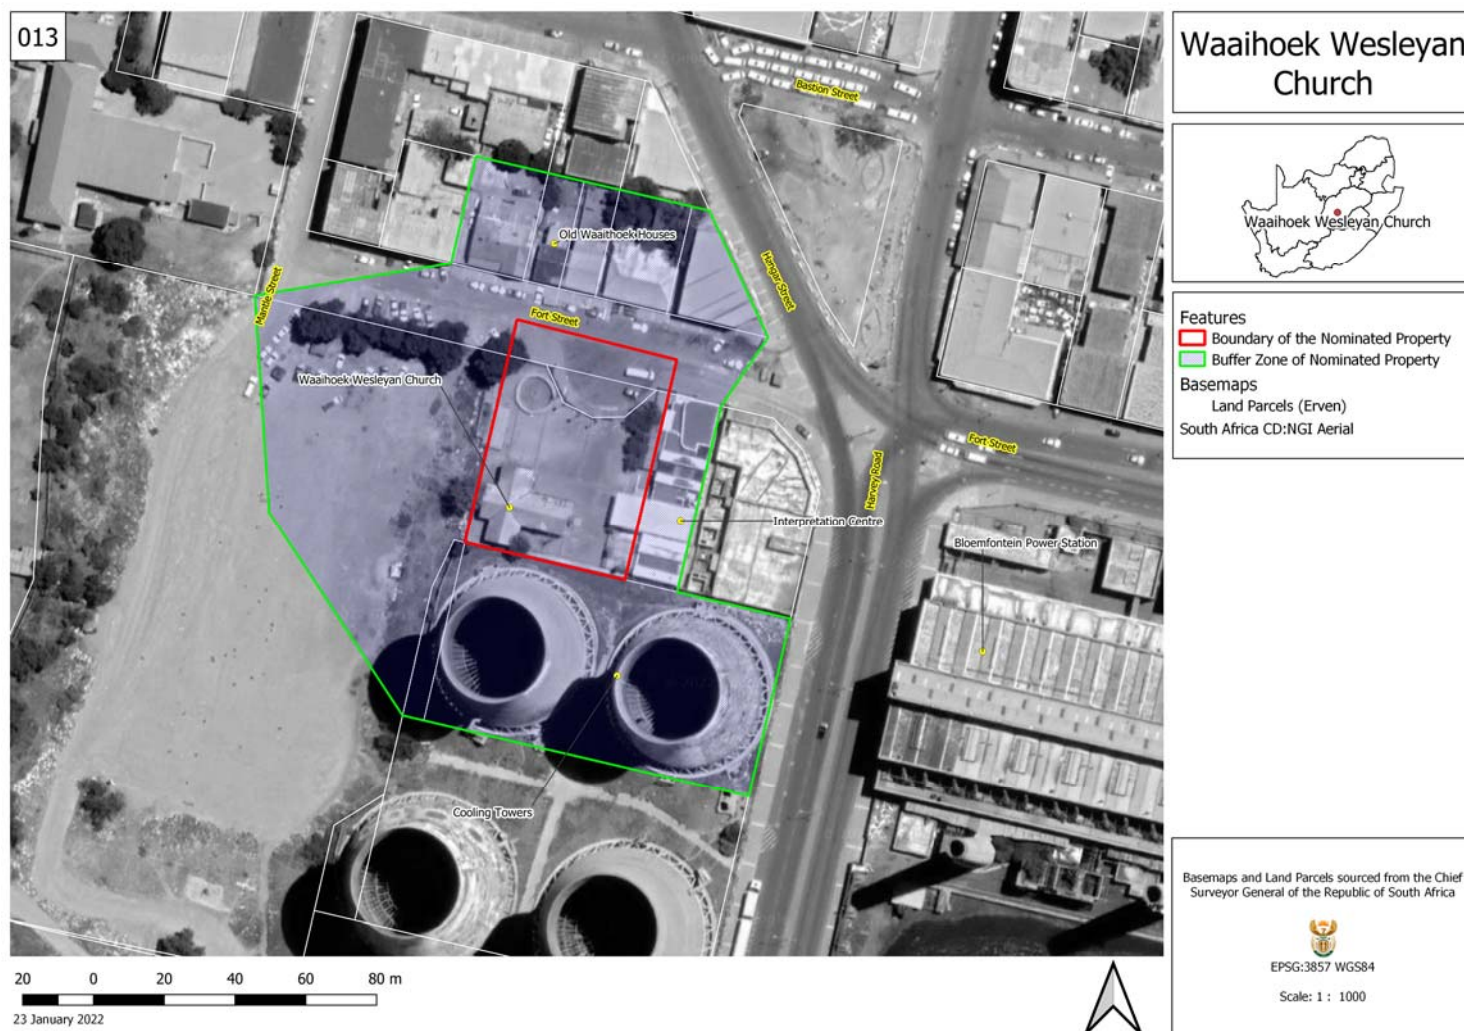 013
Waaihoek Wesleyan
Church
Bastion Street
Old Waaithoek Houses
Hangar Street
Mantle Street
Fort Street
Waaihoek Wesleyan Church
Fort Street
Harvey Road
Interpretation Centre
Bloemfontein Power Station
Cooling Towers
Waaihoek Wesleyan Church
Features
Boundary of the Nominated Property
Buffer Zone of Nominated Property
Basemaps
Land Parcels (Erven)
South Africa CD:NGI Aerial
Basemaps and Land Parcels sourced from the Chief
Surveyor General of the Republic of South Africa
EPSG:3857 WGS84
Scale: 1 : 1000
20 0 20 40 60 80 m
23 January 2022